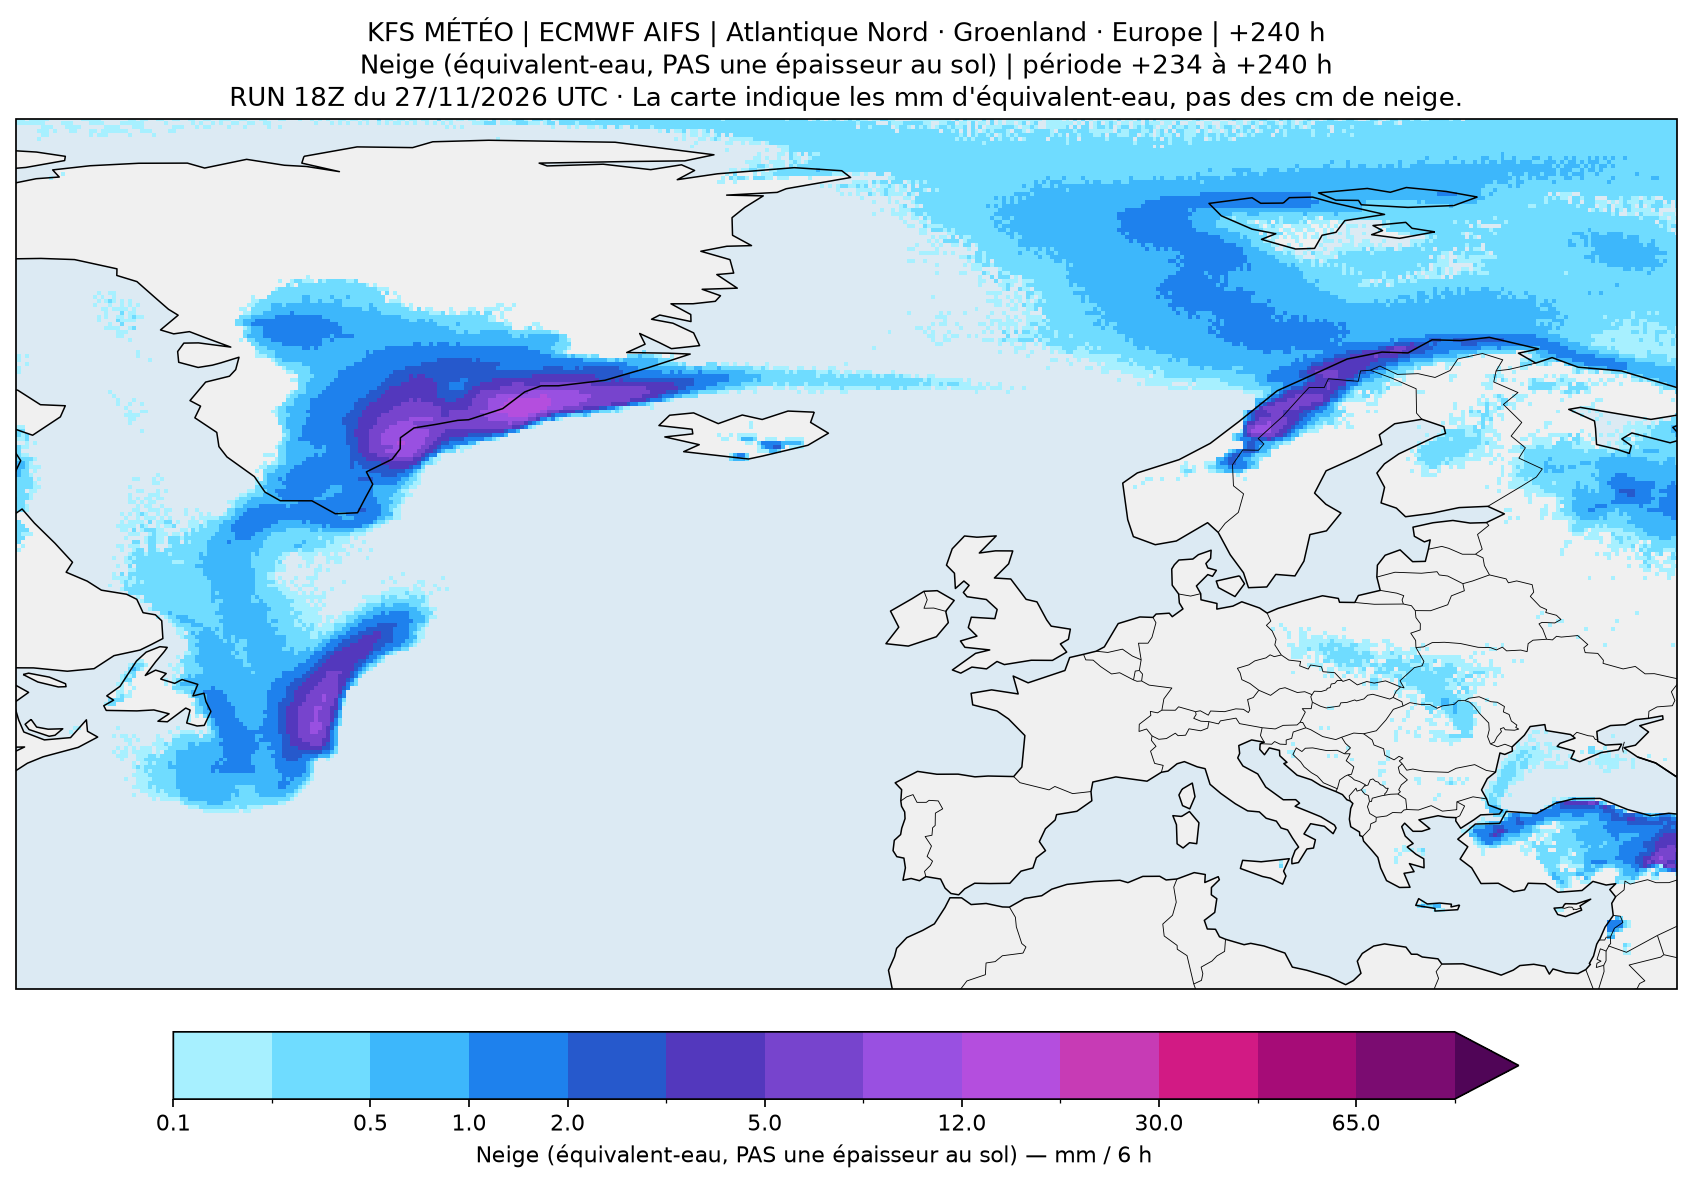 KFS MÉTÉO | ECMWF AIFS | Atlantique Nord · Groenland · Europe | +240 h
Neige (équivalent-eau, PAS une épaisseur au sol) | période +234 à +240 h
RUN 18Z du 27/11/2026 UTC · La carte indique les mm d'équivalent-eau, pas des cm de neige.
0.1 0.5 1.0 2.0 5.0 12.0 30.0 65.0
Neige (équivalent-eau, PAS une épaisseur au sol) — mm / 6 h